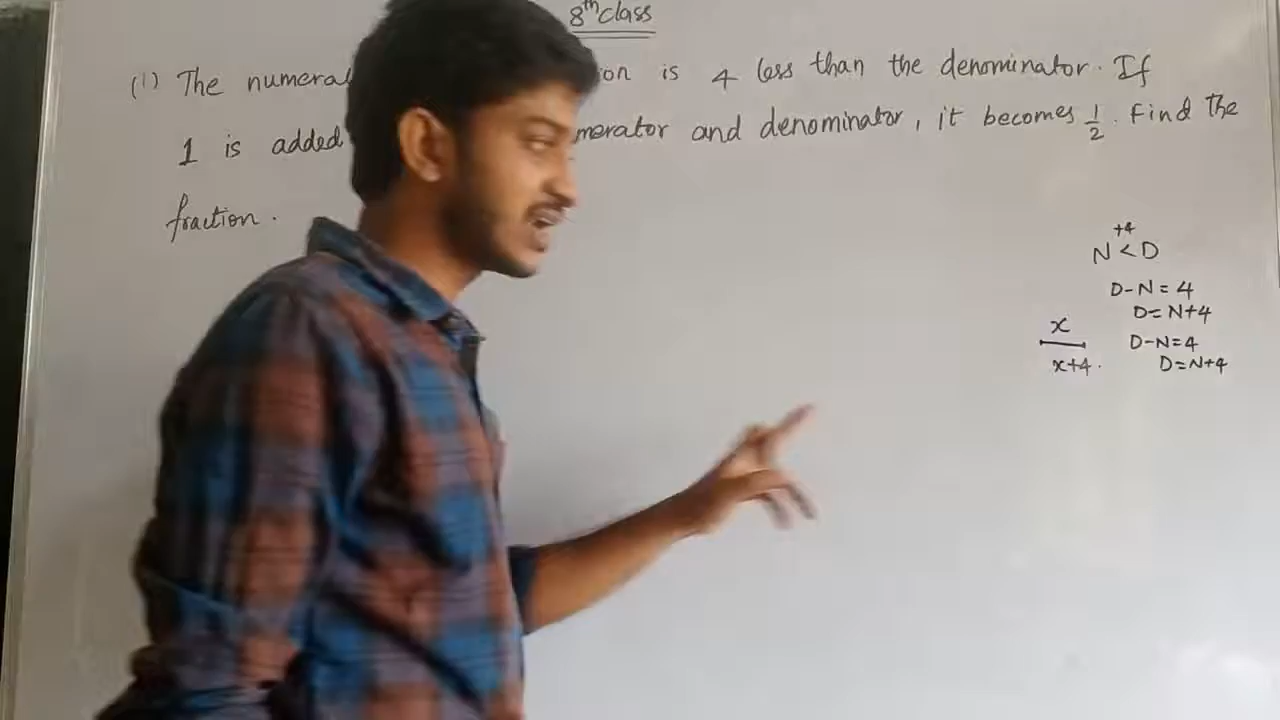 8th class
(1) The numeral ion is 4 less than the denominator. If
1 is added merator and denominator, it becomes 1/2. Find the
fraction.
+4
N < D
D-N = 4
D= N+4
x
x+4.
D-N=4
D=N+4